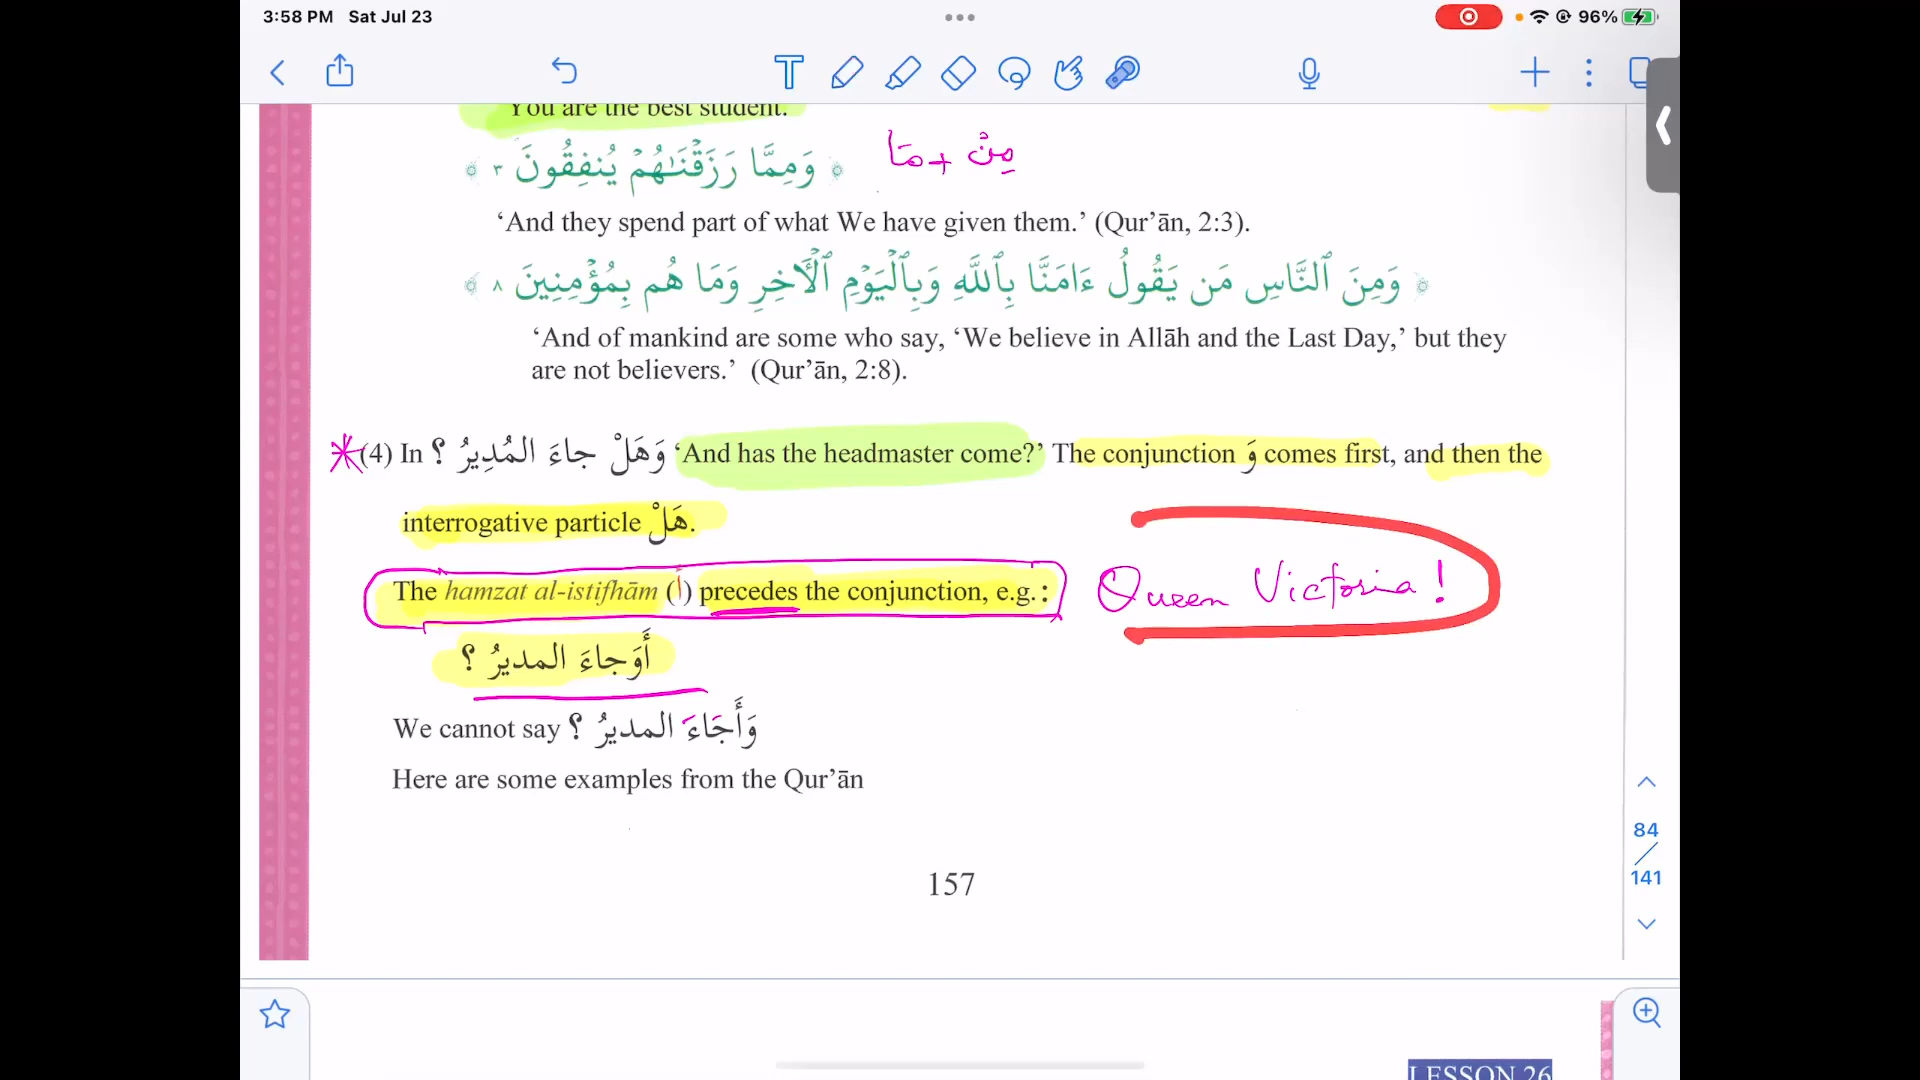 3:58 PM Sat Jul 23
96%
You are the best student.
﴿ وَمِمَّا رَزَقْنَٰهُمْ يُنفِقُونَ ٣ ﴾
مِنْ + مَا
‘And they spend part of what We have given them.’ (Qur’ān, 2:3).
﴿ وَمِنَ ٱلنَّاسِ مَن يَقُولُ ءَامَنَّا بِٱللَّهِ وَبِٱلْيَوْمِ ٱلْأَخِرِ وَمَا هُم بِمُؤْمِنِينَ ٨ ﴾
‘And of mankind are some who say, ‘We believe in Allāh and the Last Day,’ but they
are not believers.’ (Qur’ān, 2:8).
*(4) In وَهَلْ جاءَ المُدِيرُ ؟ ‘And has the headmaster come?’ The conjunction وَ comes first, and then the
interrogative particle هَلْ.
The hamzat al-istifhām (أ) precedes the conjunction, e.g.:
Queen Victoria!
أَوَجاءَ المديرُ ؟
We cannot say وَأَجَاءَ المديرُ ؟
Here are some examples from the Qur’ān
84
141
157
LESSON 26